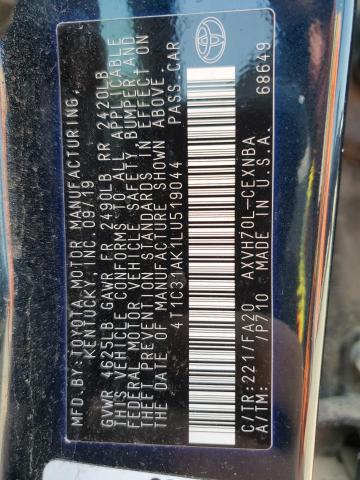 MFD.BY:TOYOTA MOTOR MANUFACTURING,
KENTUCKY, INC. 09/19
GVWR 4625LB GAWR FR 2490LB RR 2420LB
THIS VEHICLE CONFORMS TO ALL APPLICABLE
FEDERAL MOTOR VEHICLE SAFETY, BUMPER, AND
THEFT PREVENTION STANDARDS IN EFFECT ON
THE DATE OF MANUFACTURE SHOWN ABOVE.
4T1C31AK1LU519044 PASS.CAR
C/TR:221/FA20 AXVH70L-CEXNBA
A/TM: /P710 MADE IN U.S.A.
68649